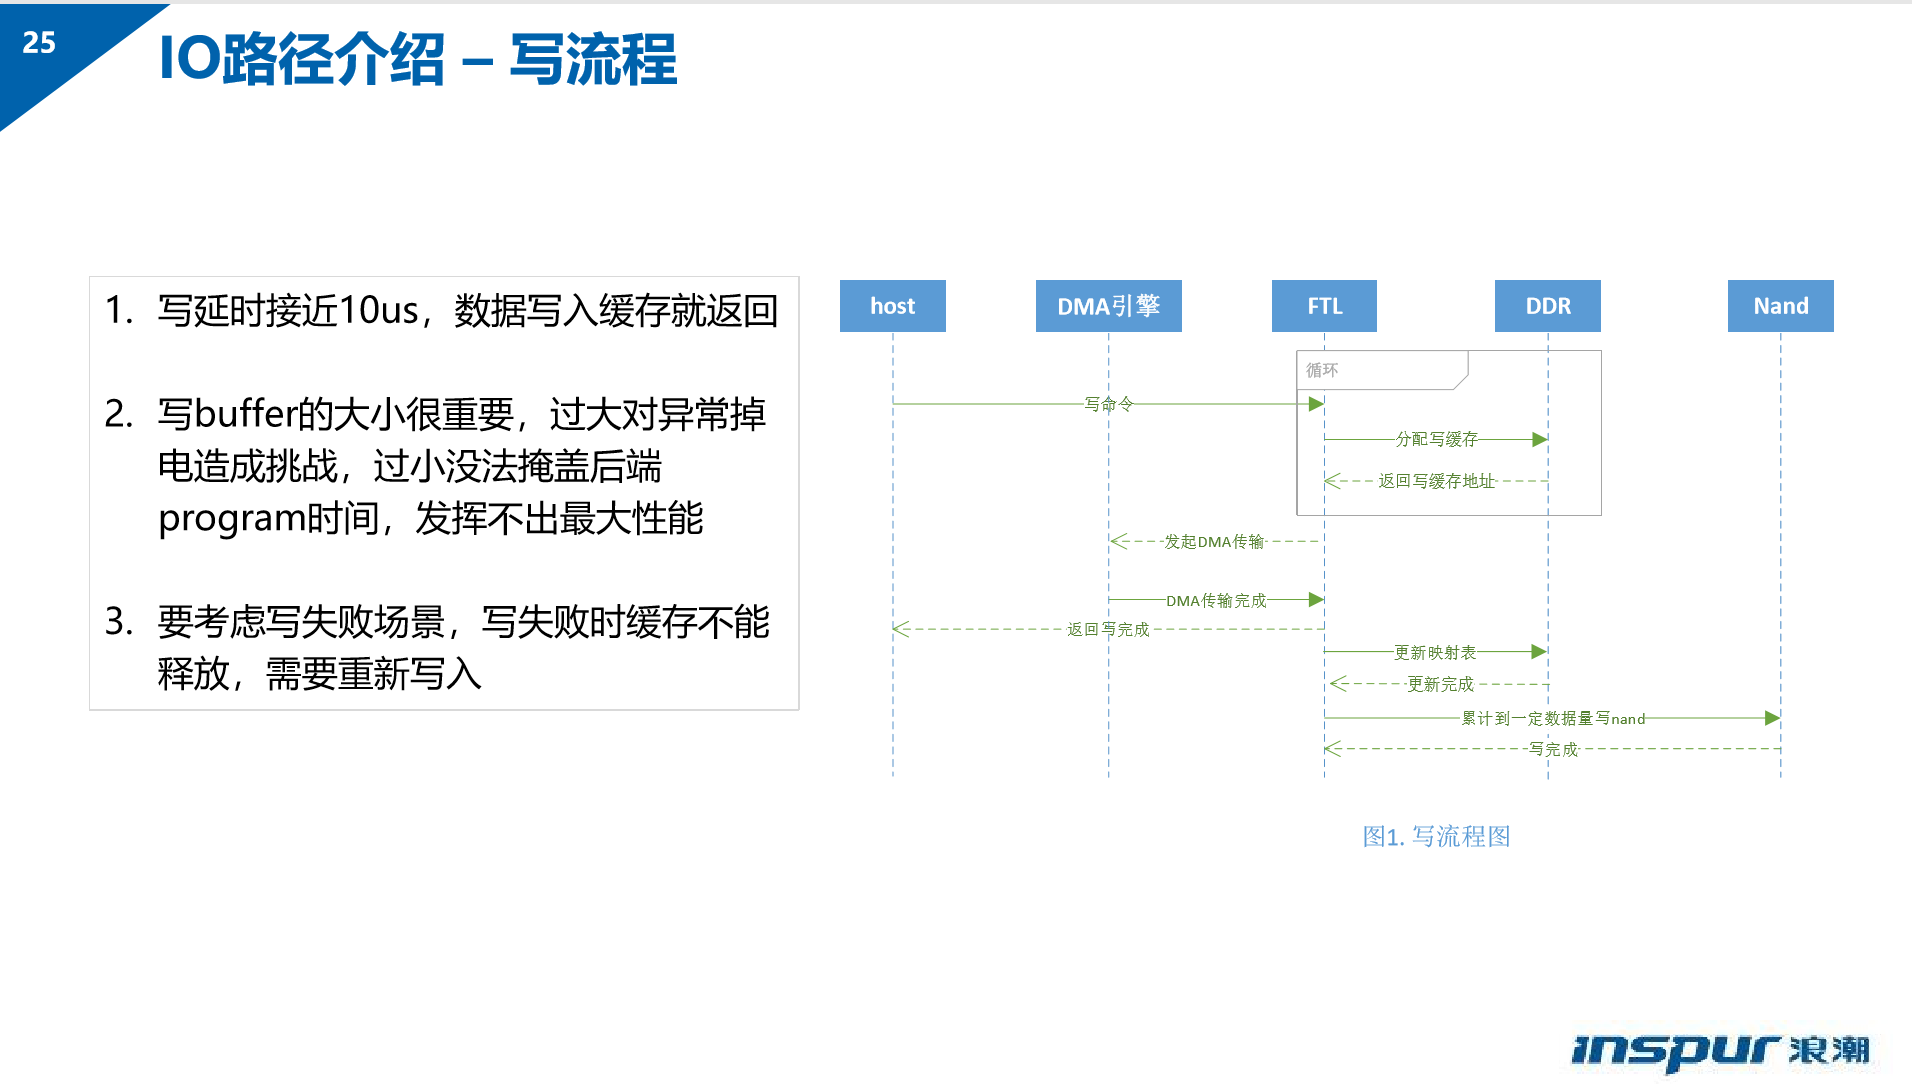 25
IO路径介绍 – 写流程
1. 写延时接近10us，数据写入缓存就返回
2. 写buffer的大小很重要，过大对异常掉
电造成挑战，过小没法掩盖后端
program时间，发挥不出最大性能
3. 要考虑写失败场景，写失败时缓存不能
释放，需要重新写入
host
DMA引擎
FTL
DDR
Nand
循环
写命令
分配写缓存
返回写缓存地址
发起DMA传输
DMA传输完成
返回写完成
更新映射表
更新完成
累计到一定数据量写nand
写完成
图1. 写流程图
inspur 浪潮